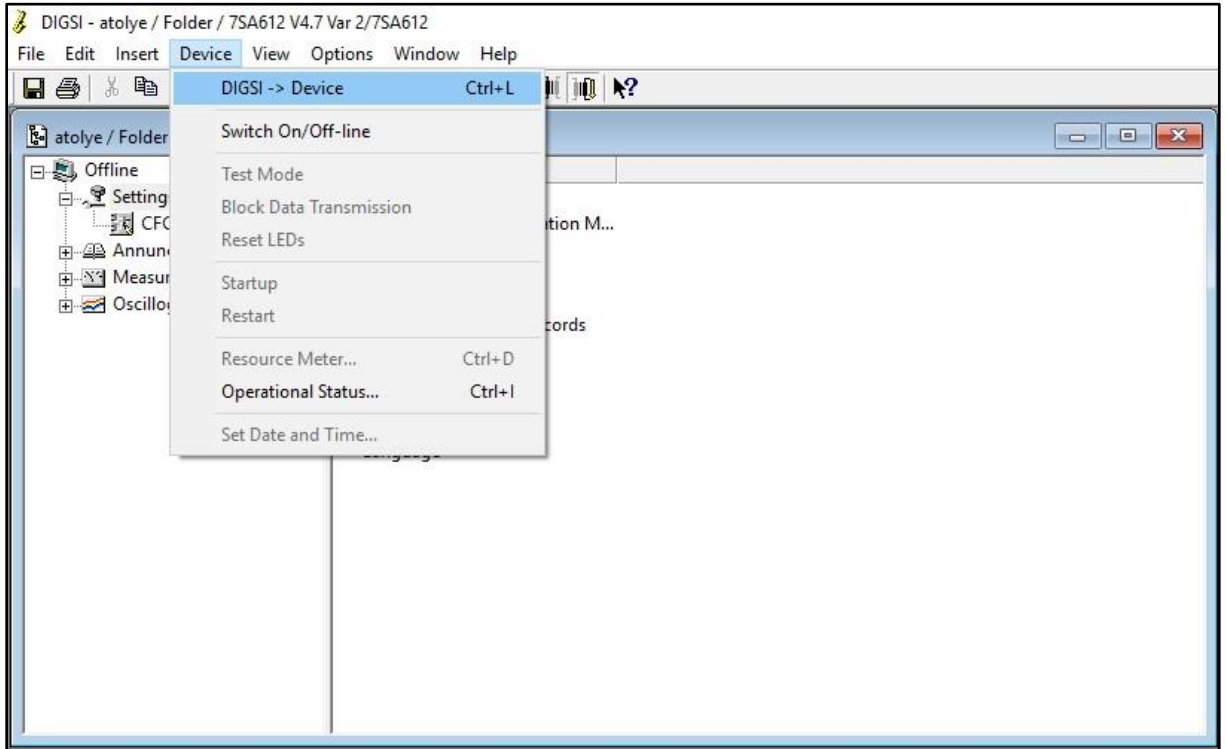 DIGSI - atolye / Folder / 7SA612 V4.7 Var 2/7SA612
File Edit Insert Device View Options Window Help
DIGSI -> Device Ctrl+L
Switch On/Off-line
Test Mode
Block Data Transmission
Reset LEDs
Startup
Restart
Resource Meter... Ctrl+D
Operational Status... Ctrl+I
Set Date and Time...
atolye / Folder
Offline
Setting
CFC
Annun
Measur
Oscillo
M...